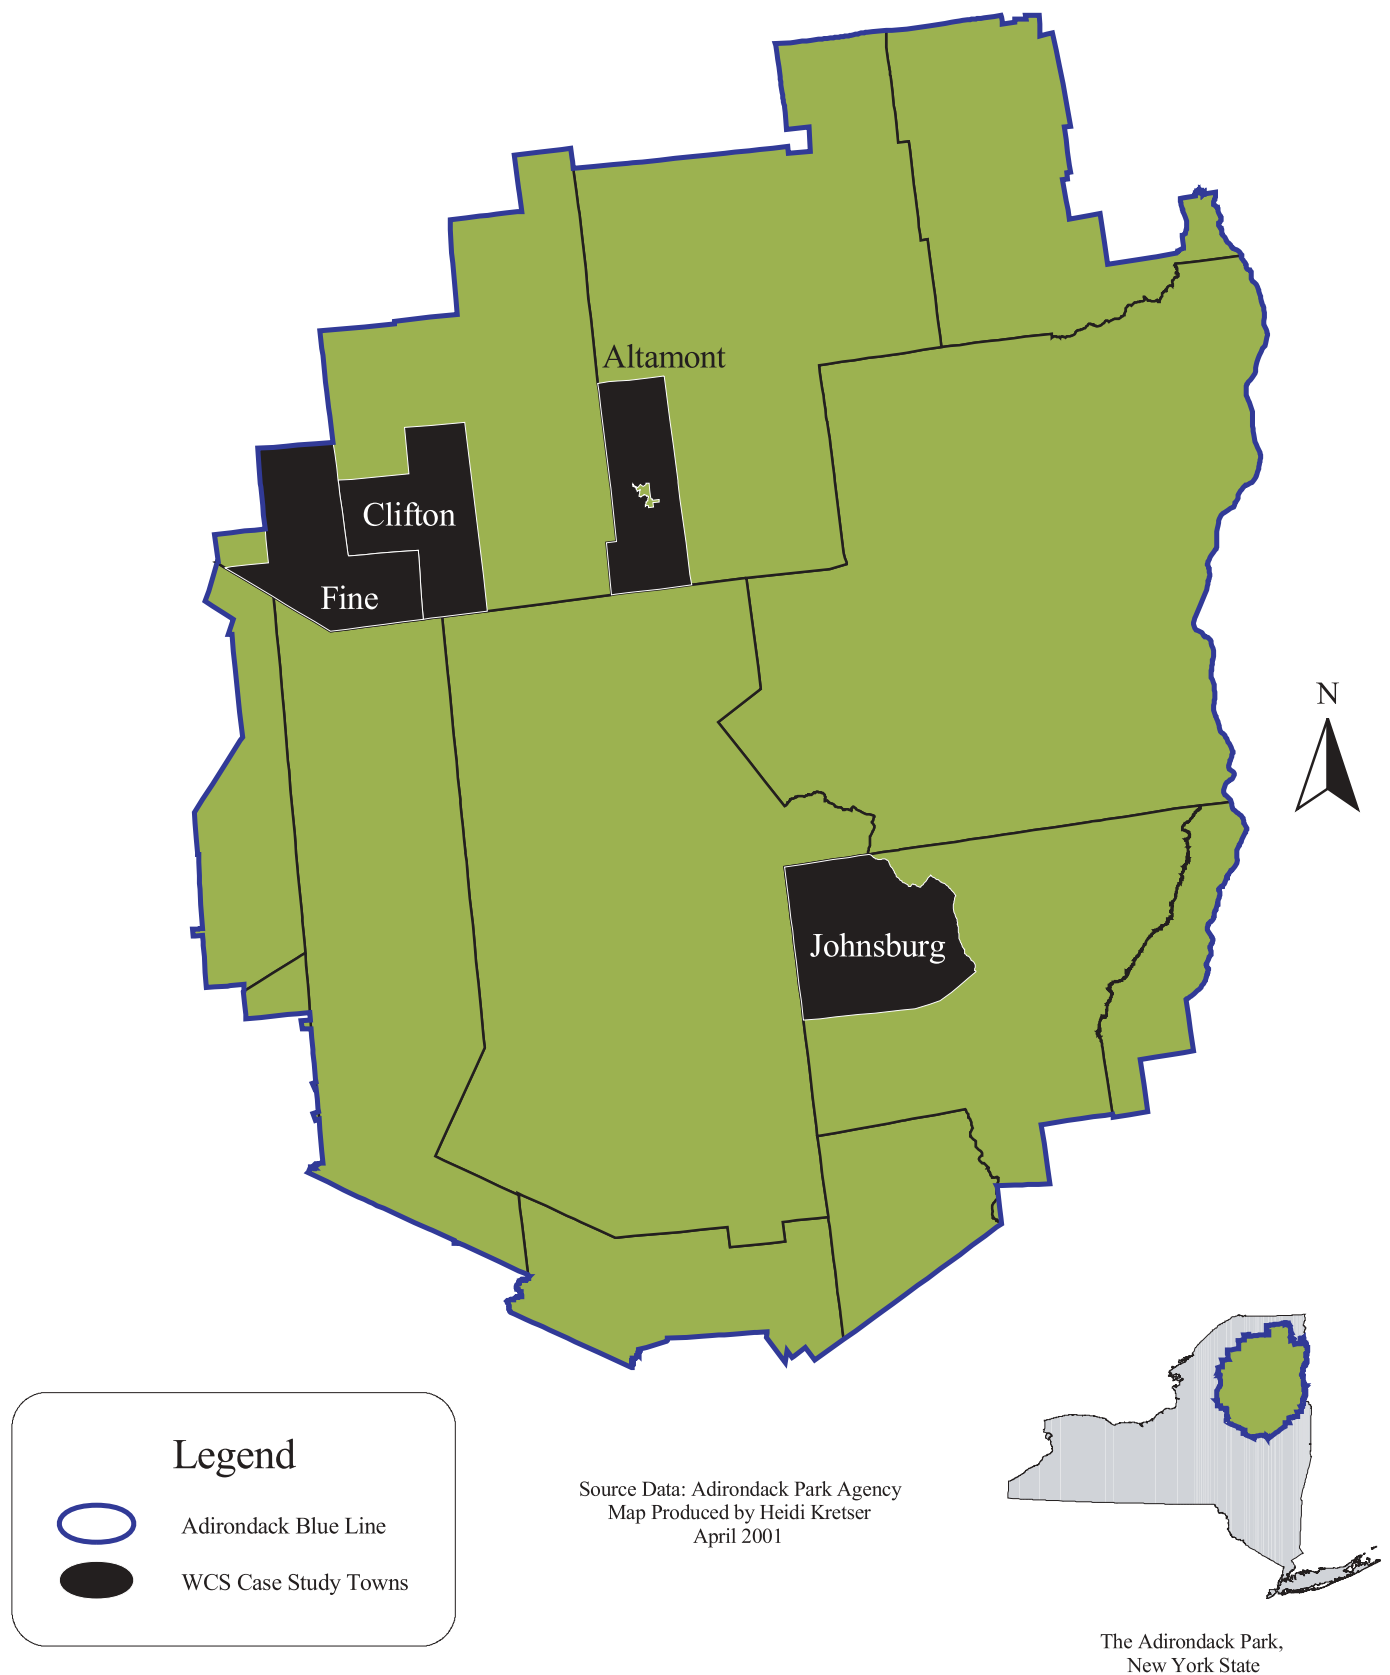 Altamont
Clifton
Fine
N
Johnsburg
Legend
Adirondack Blue Line
WCS Case Study Towns
Source Data: Adirondack Park Agency
Map Produced by Heidi Kretser
April 2001
The Adirondack Park,
New York State